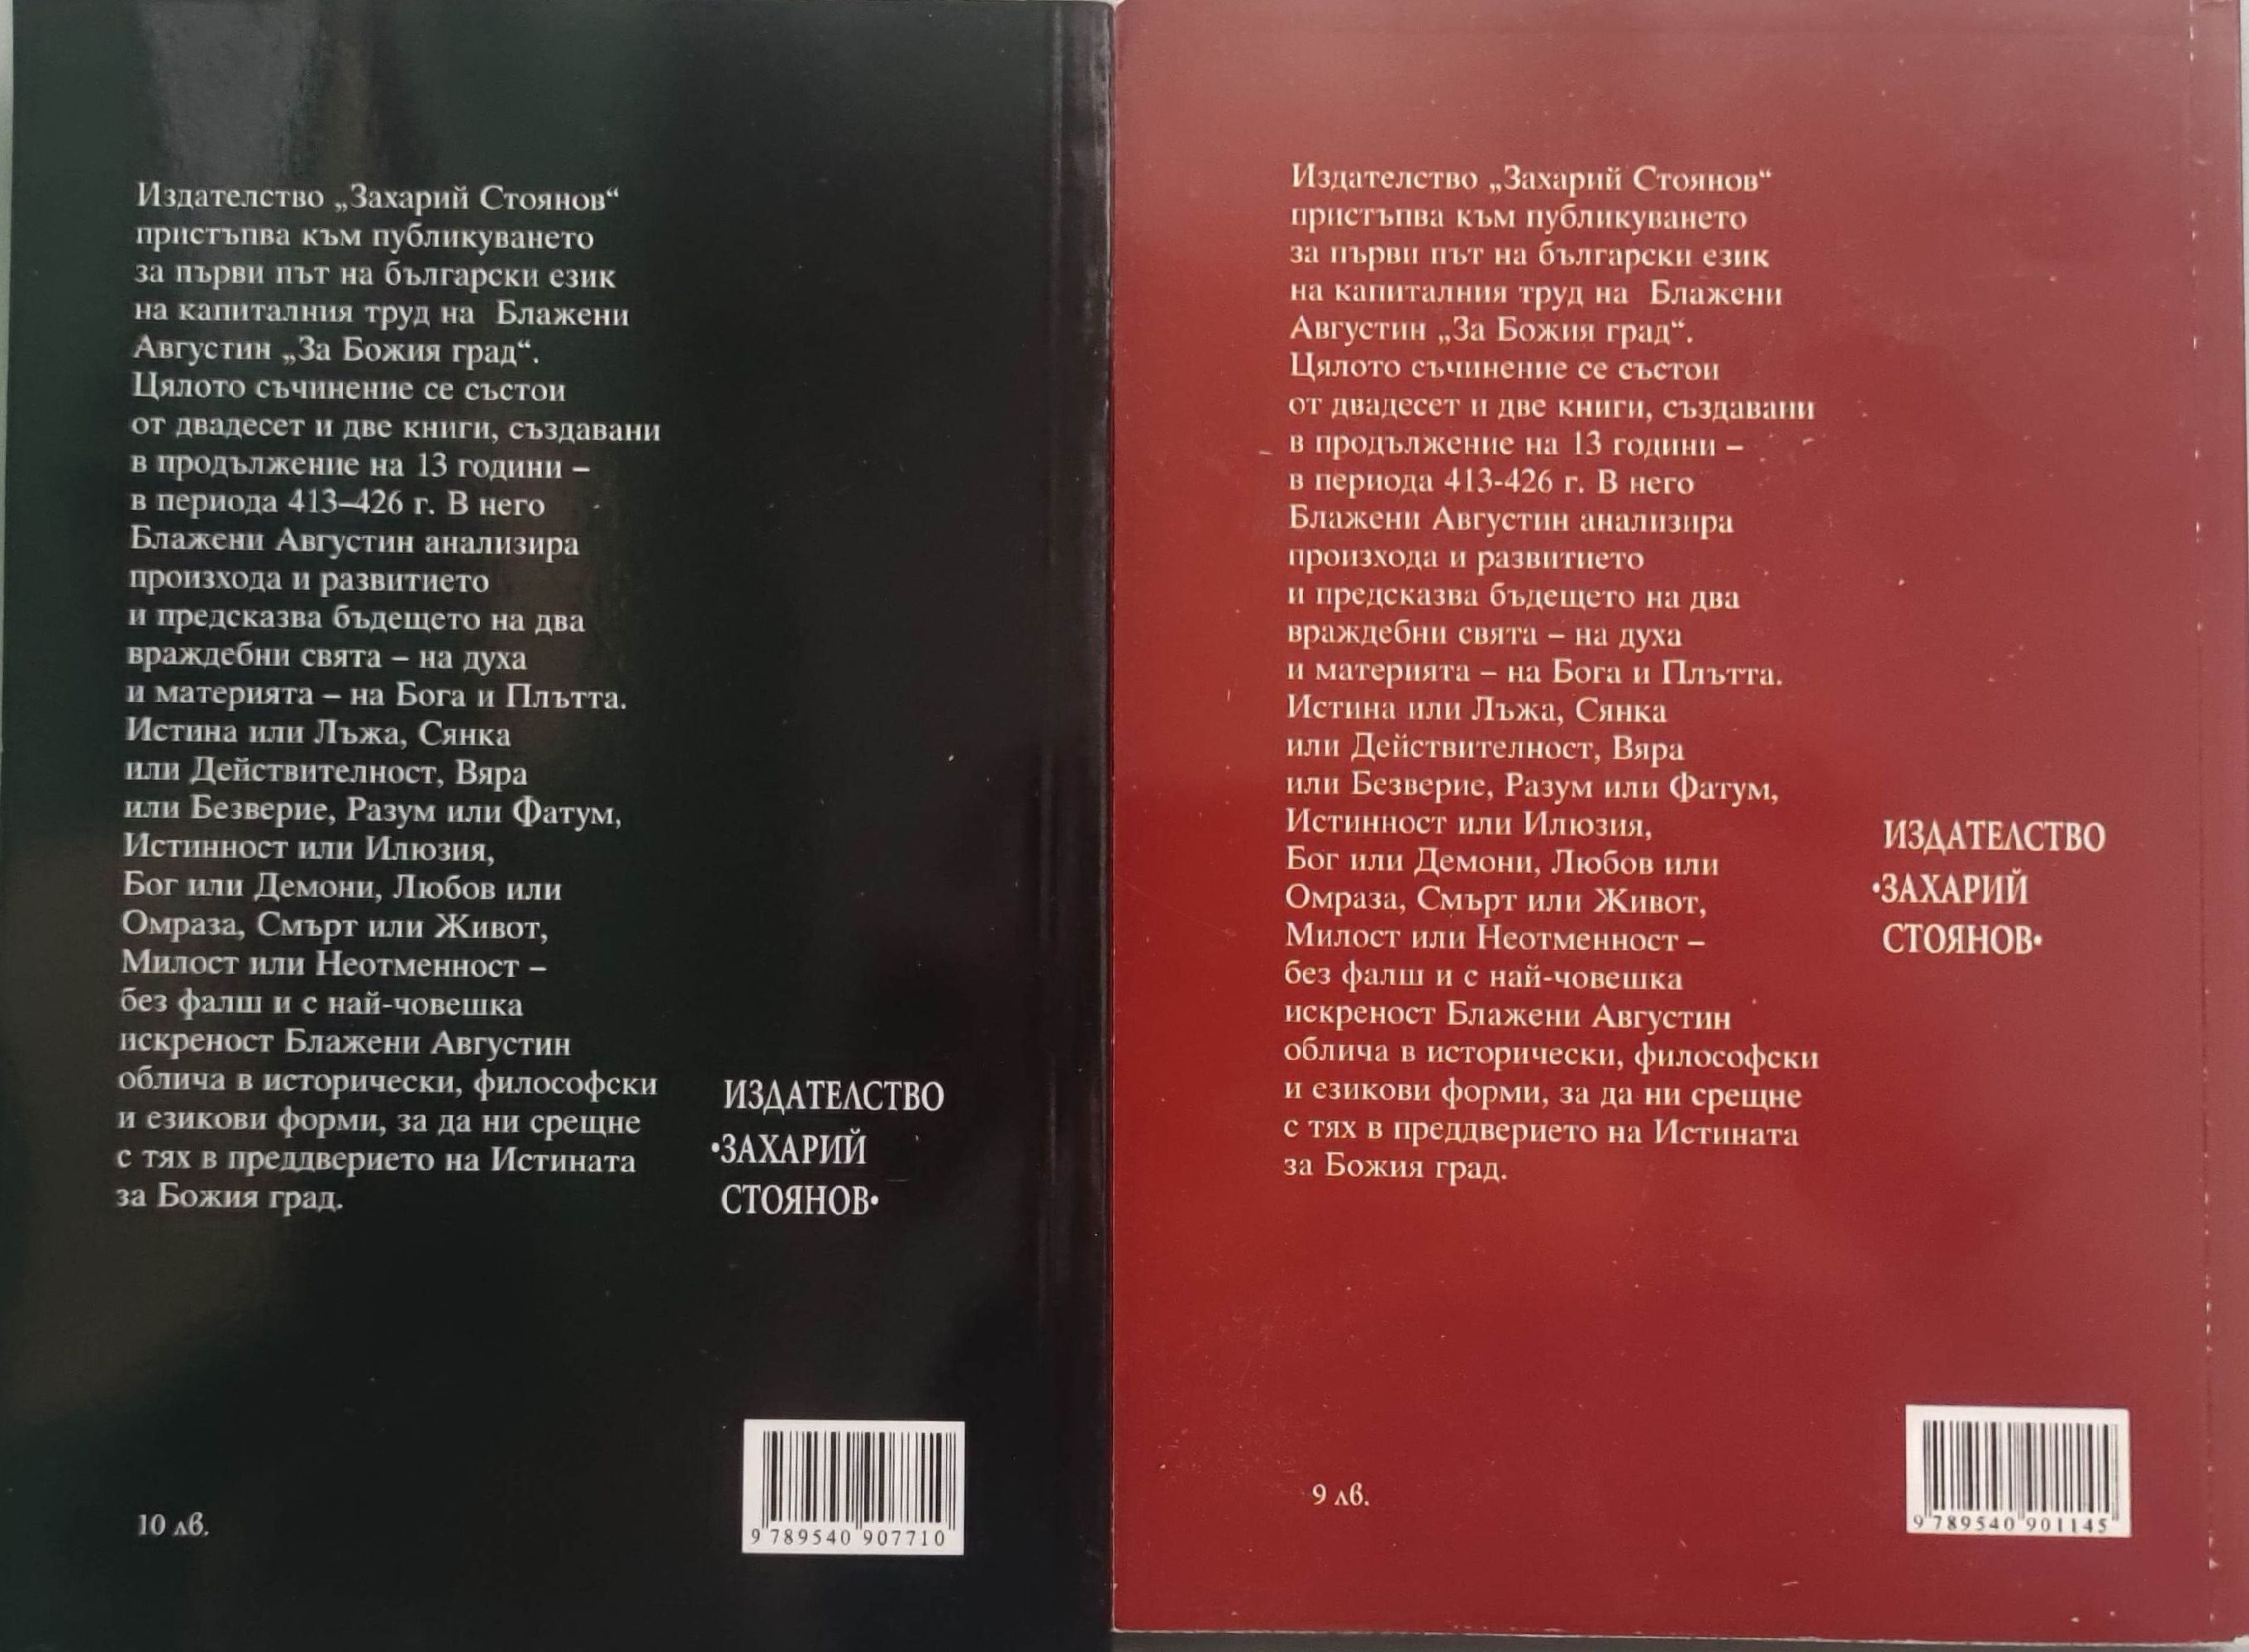 Издателство „Захарий Стоянов“
пристъпва към публикуването
за първи път на български език
на капиталния труд на Блажени
Августин „За Божия град“.
Цялото съчинение се състои
от двадесет и две книги, създавани
в продължение на 13 години –
в периода 413–426 г. В него
Блажени Августин анализира
произхода и развитието
и предсказва бъдещето на два
враждебни свята – на духа
и материята – на Бога и Плътта.
Истина или Лъжа, Сянка
или Действителност, Вяра
или Безверие, Разум или Фатум,
Истинност или Илюзия,
Бог или Демони, Любов или
Омраза, Смърт или Живот,
Милост или Неотменност –
без фалш и с най-човешка
искреност Блажени Августин
облича в исторически, философски
и езикови форми, за да ни срещне
с тях в преддверието на Истината
за Божия град.
ИЗДАТЕЛСТВО
•ЗАХАРИЙ
СТОЯНОВ•
10 лв.
9 789540 907710
Издателство „Захарий Стоянов“
пристъпва към публикуването
за първи път на български език
на капиталния труд на Блажени
Августин „За Божия град“.
Цялото съчинение се състои
от двадесет и две книги, създавани
в продължение на 13 години –
в периода 413-426 г. В него
Блажени Августин анализира
произхода и развитието
и предсказва бъдещето на два
враждебни свята – на духа
и материята – на Бога и Плътта.
Истина или Лъжа, Сянка
или Действителност, Вяра
или Безверие, Разум или Фатум,
Истинност или Илюзия,
Бог или Демони, Любов или
Омраза, Смърт или Живот,
Милост или Неотменност –
без фалш и с най-човешка
искреност Блажени Августин
облича в исторически, философски
и езикови форми, за да ни срещне
с тях в преддверието на Истината
за Божия град.
ИЗДАТЕЛСТВО
•ЗАХАРИЙ
СТОЯНОВ•
9 лв.
9 789540 901145